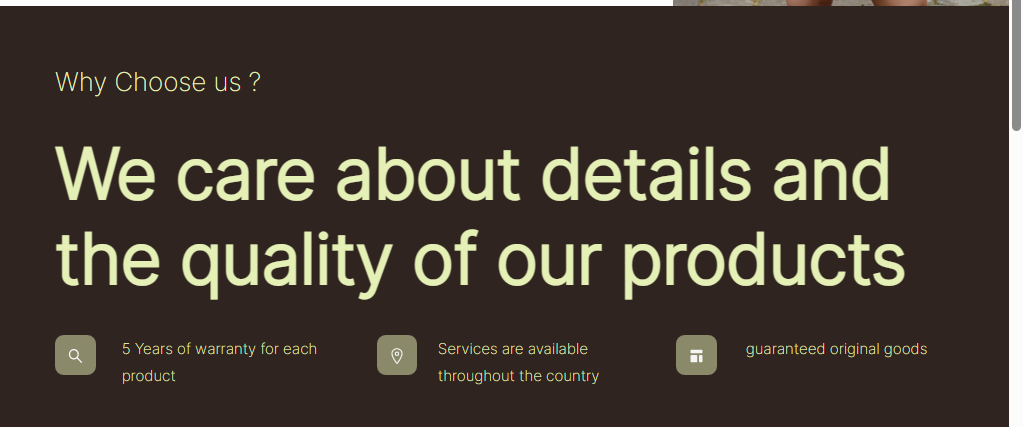 Why Choose us ?
We care about details and
the quality of our products
5 Years of warranty for each
product
Services are available
throughout the country
guaranteed original goods